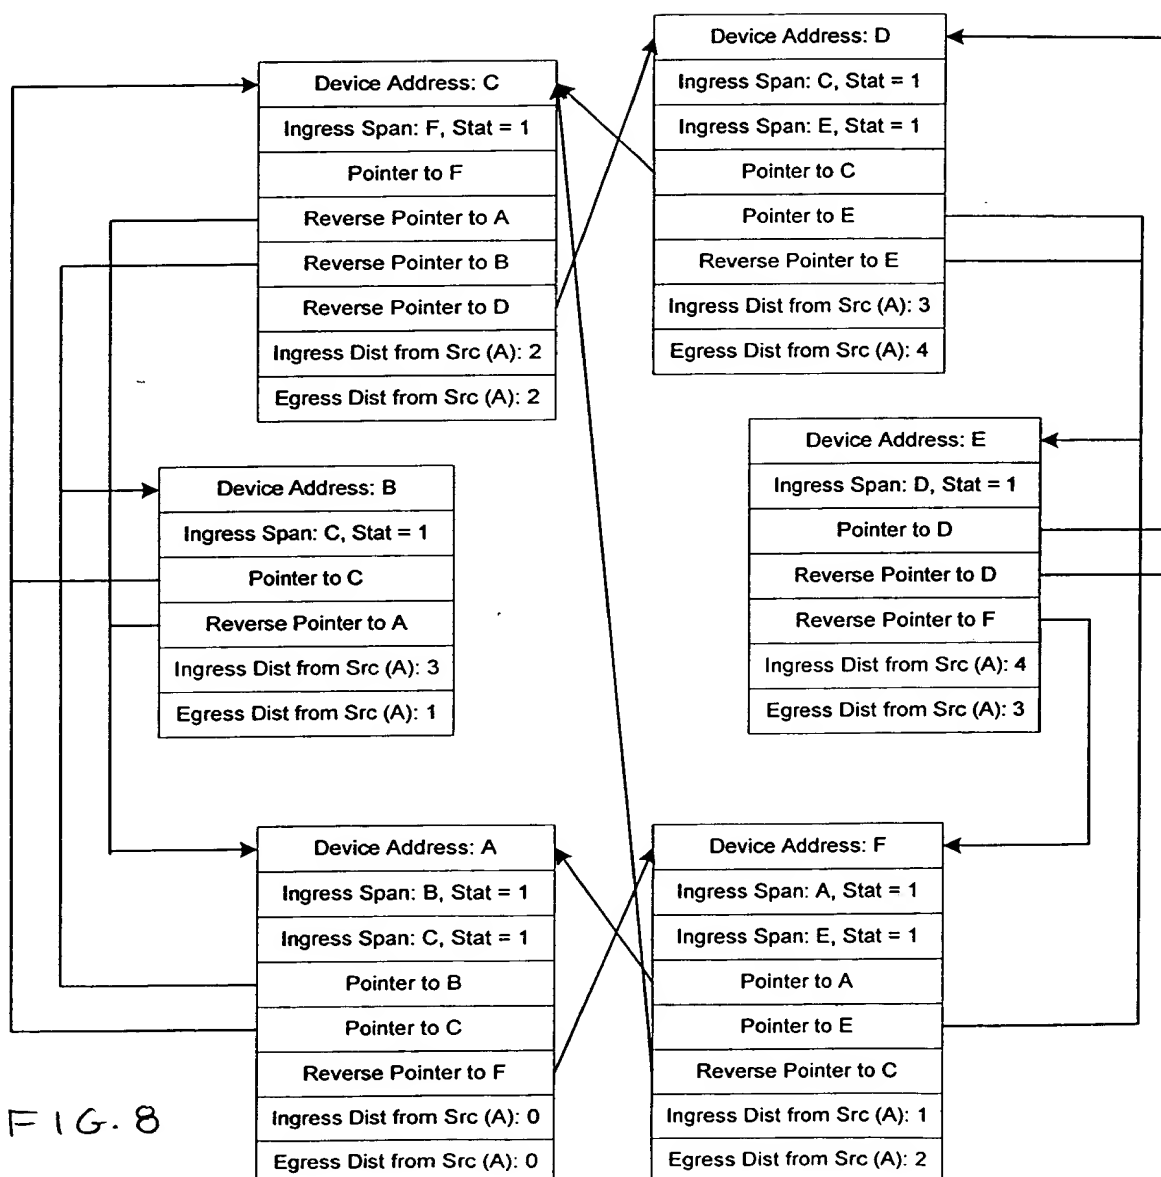 Device Address: D
Ingress Span: C, Stat = 1
Ingress Span: E, Stat = 1
Pointer to C
Pointer to E
Reverse Pointer to E
Ingress Dist from Src (A): 3
Egress Dist from Src (A): 4
Device Address: C
Ingress Span: F, Stat = 1
Pointer to F
Reverse Pointer to A
Reverse Pointer to B
Reverse Pointer to D
Ingress Dist from Src (A): 2
Egress Dist from Src (A): 2
Device Address: E
Ingress Span: D, Stat = 1
Pointer to D
Reverse Pointer to D
Reverse Pointer to F
Ingress Dist from Src (A): 4
Egress Dist from Src (A): 3
Device Address: B
Ingress Span: C, Stat = 1
Pointer to C
Reverse Pointer to A
Ingress Dist from Src (A): 3
Egress Dist from Src (A): 1
Device Address: A
Ingress Span: B, Stat = 1
Ingress Span: C, Stat = 1
Pointer to B
Pointer to C
Reverse Pointer to F
Ingress Dist from Src (A): 0
Egress Dist from Src (A): 0
Device Address: F
Ingress Span: A, Stat = 1
Ingress Span: E, Stat = 1
Pointer to A
Pointer to E
Reverse Pointer to C
Ingress Dist from Src (A): 1
Egress Dist from Src (A): 2
FIG. 8